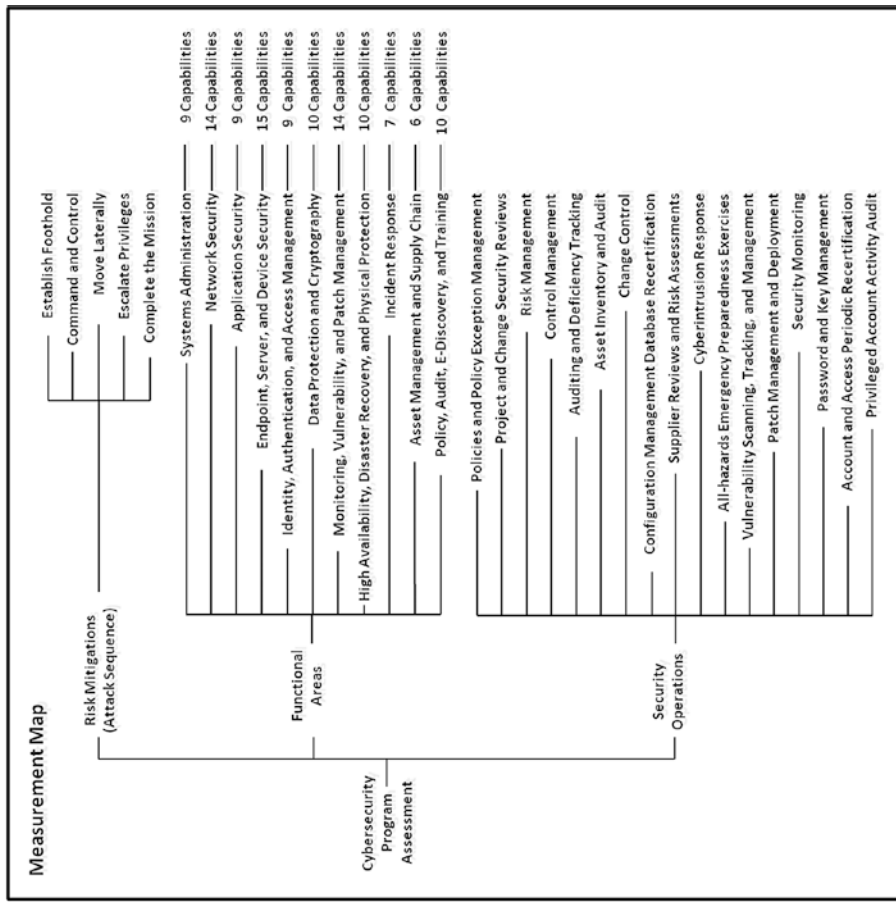 Measurement Map
Cybersecurity
Program
Assessment
Risk Mitigations
(Attack Sequence)
Establish Foothold
Command and Control
Move Laterally
Escalate Privileges
Complete the Mission
Functional
Areas
Systems Administration 9 Capabilities
Network Security 14 Capabilities
Application Security 9 Capabilities
Endpoint, Server, and Device Security 15 Capabilities
Identity, Authentication, and Access Management 9 Capabilities
Data Protection and Cryptography 10 Capabilities
Monitoring, Vulnerability, and Patch Management 14 Capabilities
High Availability, Disaster Recovery, and Physical Protection 10 Capabilities
Incident Response 7 Capabilities
Asset Management and Supply Chain 6 Capabilities
Policy, Audit, E-Discovery, and Training 10 Capabilities
Security
Operations
Policies and Policy Exception Management
Project and Change Security Reviews
Risk Management
Control Management
Auditing and Deficiency Tracking
Asset Inventory and Audit
Change Control
Configuration Management Database Recertification
Supplier Reviews and Risk Assessments
Cyberintrusion Response
All-hazards Emergency Preparedness Exercises
Vulnerability Scanning, Tracking, and Management
Patch Management and Deployment
Security Monitoring
Password and Key Management
Account and Access Periodic Recertification
Privileged Account Activity Audit